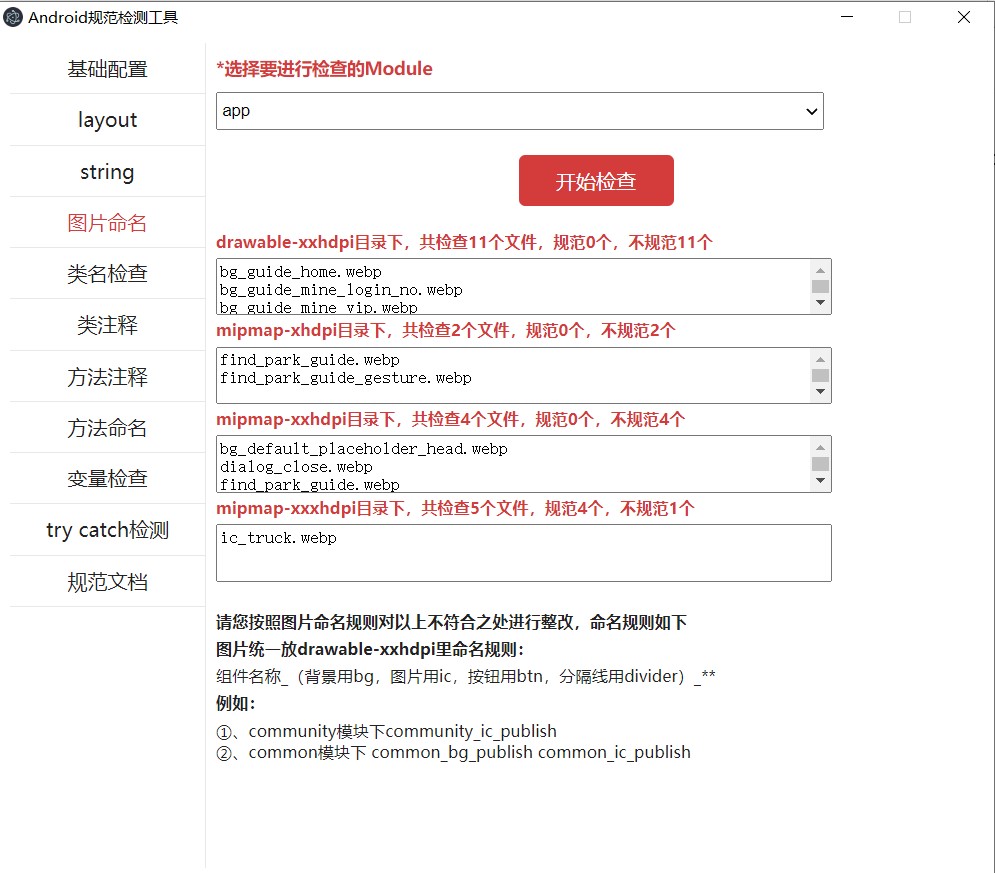 Android规范检测工具
基础配置
layout
string
图片命名
类名检查
类注释
方法注释
方法命名
变量检查
try catch检测
规范文档
*选择要进行检查的Module
app
开始检查
drawable-xxhdpi目录下，共检查11个文件，规范0个，不规范11个
bg_guide_home.webp
bg_guide_mine_login_no.webp
bg_guide_mine_vip.webp
mipmap-xhdpi目录下，共检查2个文件，规范0个，不规范2个
find_park_guide.webp
find_park_guide_gesture.webp
mipmap-xxhdpi目录下，共检查4个文件，规范0个，不规范4个
bg_default_placeholder_head.webp
dialog_close.webp
find_park_guide.webp
mipmap-xxxhdpi目录下，共检查5个文件，规范4个，不规范1个
ic_truck.webp
请您按照图片命名规则对以上不符合之处进行整改，命名规则如下
图片统一放drawable-xxhdpi里命名规则：
组件名称_（背景用bg，图片用ic，按钮用btn，分隔线用divider）_**
例如：
①、community模块下community_ic_publish
②、common模块下 common_bg_publish common_ic_publish